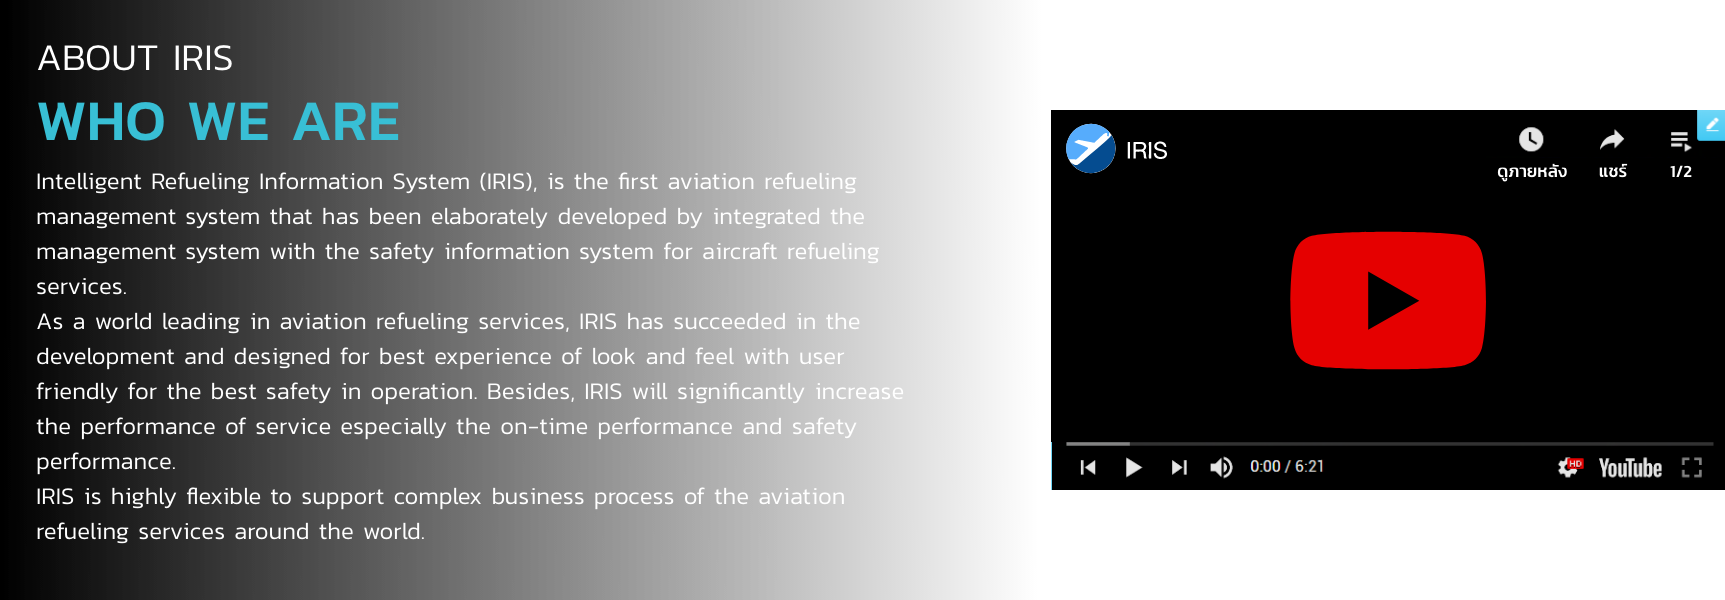 ABOUT IRIS
WHO WE ARE
Intelligent Refueling Information System (IRIS), is the first aviation refueling
management system that has been elaborately developed by integrated the
management system with the safety information system for aircraft refueling
services.
As a world leading in aviation refueling services, IRIS has succeeded in the
development and designed for best experience of look and feel with user
friendly for the best safety in operation. Besides, IRIS will significantly increase
the performance of service especially the on-time performance and safety
performance.
IRIS is highly flexible to support complex business process of the aviation
refueling services around the world.
IRIS
ดูภายหลัง
แชร์
1/2
0:00 / 6:21
HD
YouTube